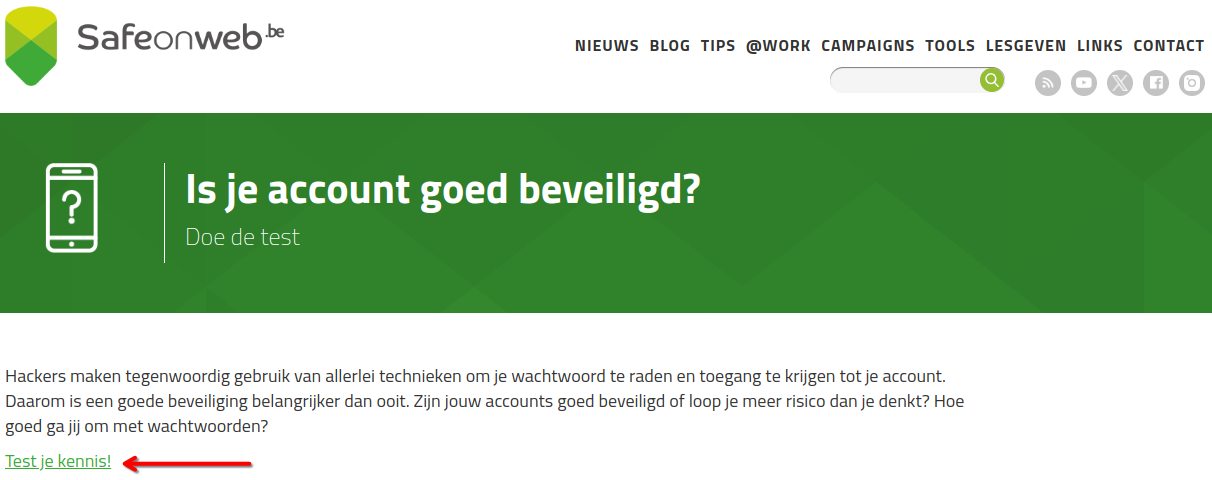 Safeonweb.be
NIEUWS BLOG TIPS @WORK CAMPAIGNS TOOLS LESGEVEN LINKS CONTACT
Is je account goed beveiligd?
Doe de test
Hackers maken tegenwoordig gebruik van allerlei technieken om je wachtwoord te raden en toegang te krijgen tot je account.
Daarom is een goede beveiliging belangrijker dan ooit. Zijn jouw accounts goed beveiligd of loop je meer risico dan je denkt? Hoe
goed ga jij om met wachtwoorden?
Test je kennis!